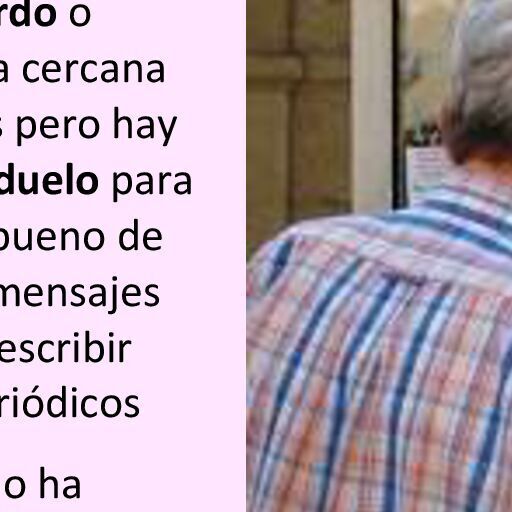 rdo o
a cercana
s pero hay
duelo para
bueno de
mensajes
escribir
riódicos
o ha